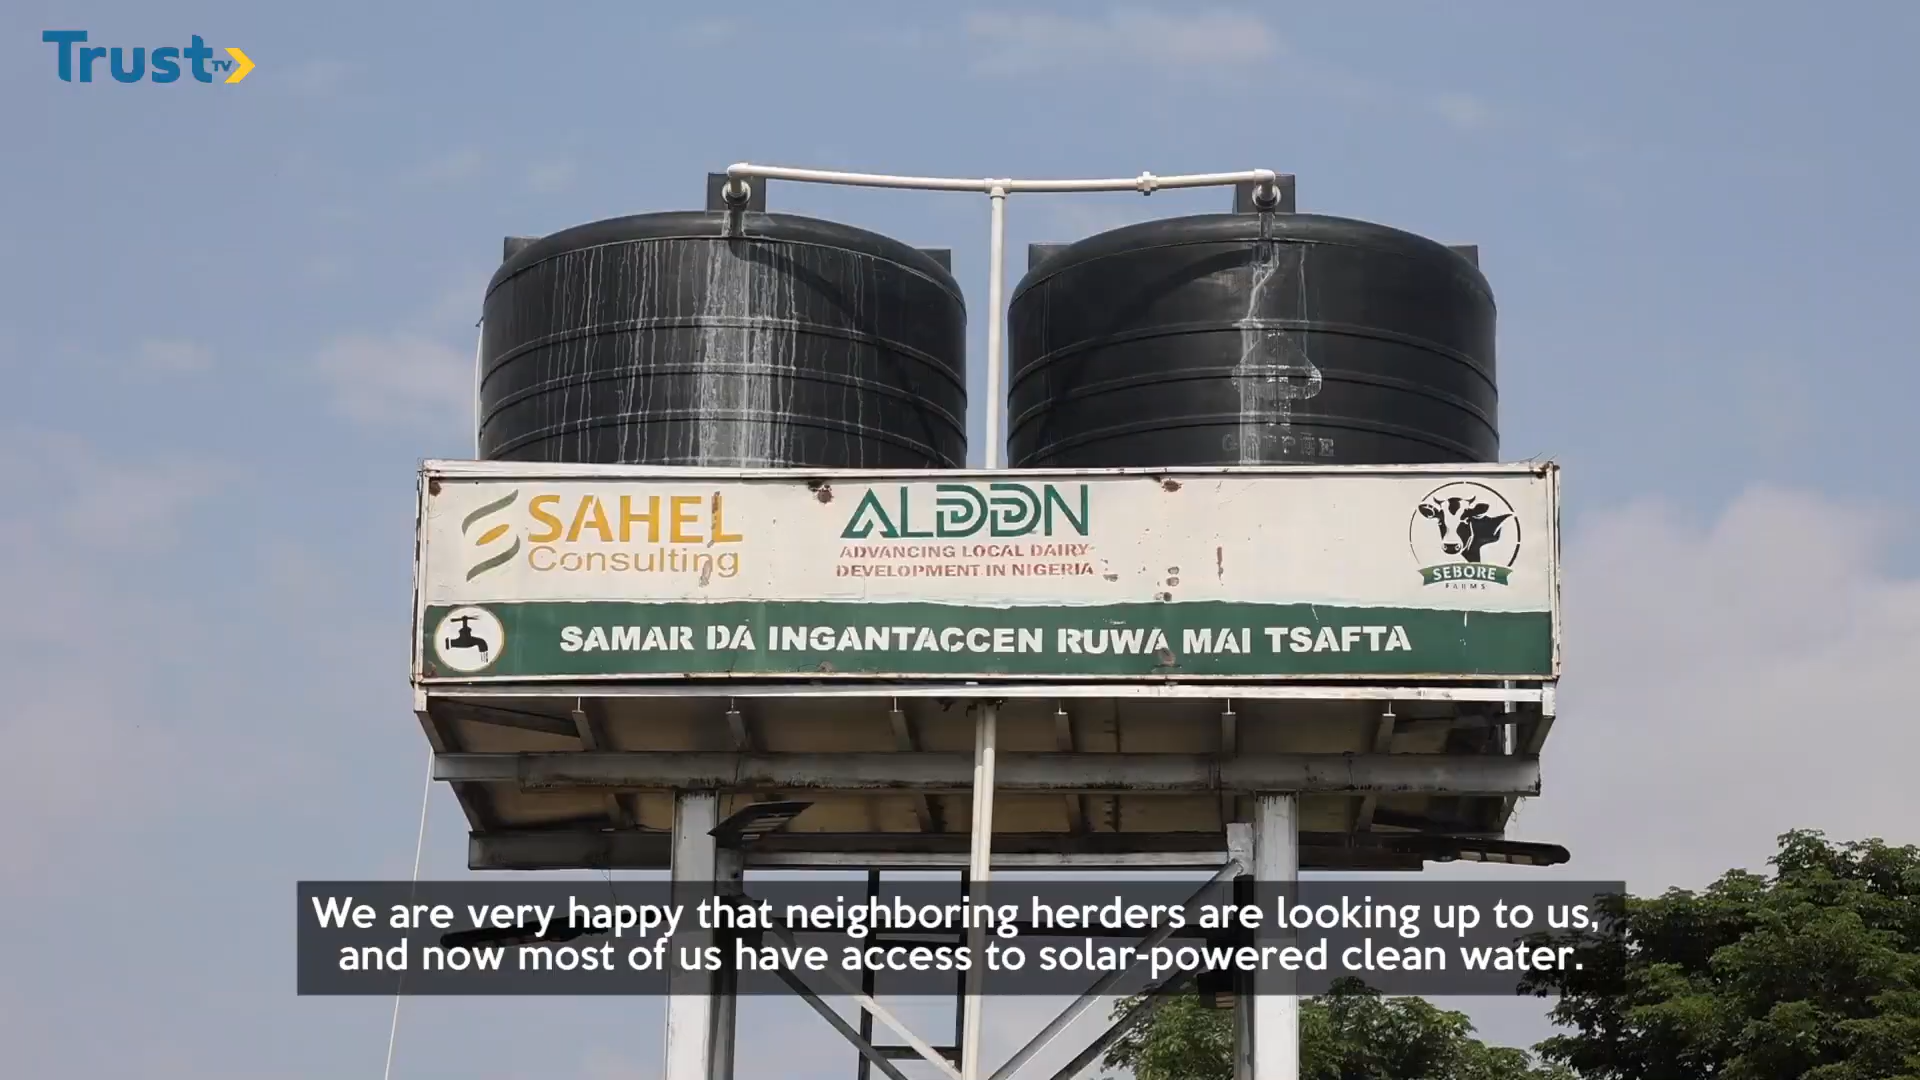 Trust TV
SAHEL
Consulting
ALDDN
ADVANCING LOCAL DAIRY
DEVELOPMENT IN NIGERIA
SEBORE
FARMS
SAMAR DA INGANTACCEN RUWA MAI TSAFTA
We are very happy that neighboring herders are looking up to us,
and now most of us have access to solar-powered clean water.